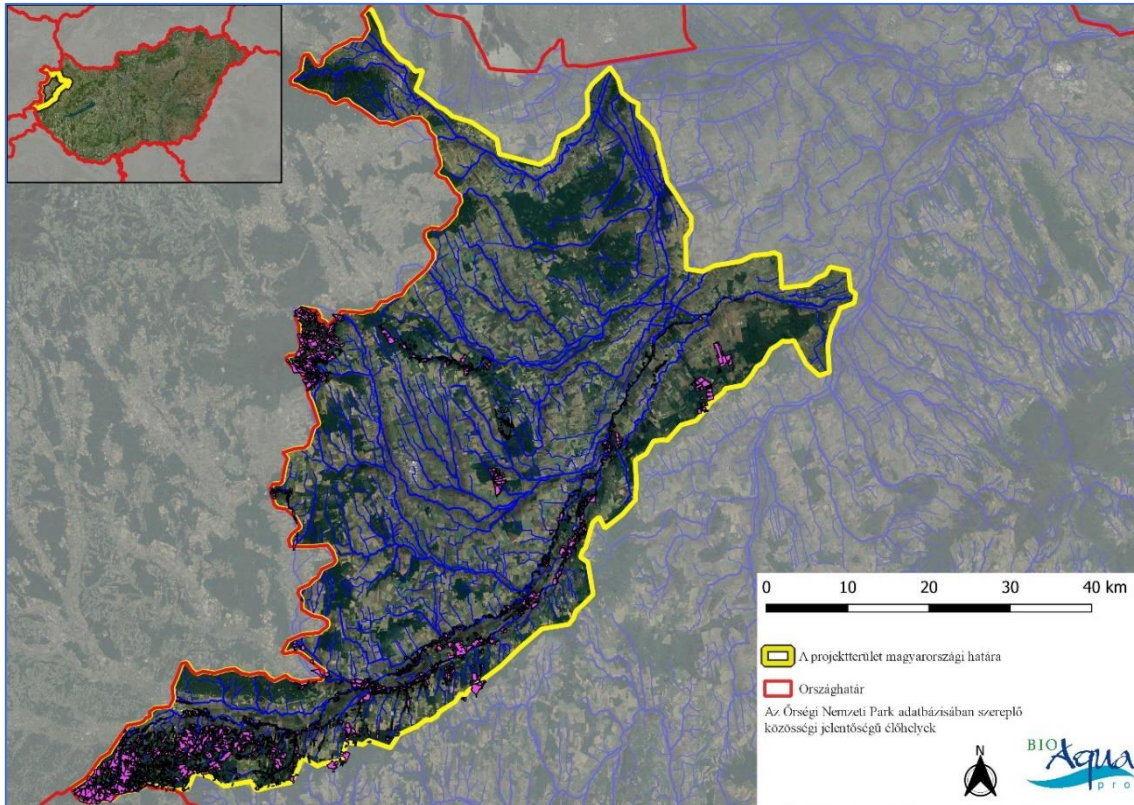 0 10 20 30 40 km
A projektterület magyarországi határa
Országhatár
Az Őrségi Nemzeti Park adatbázisában szereplő
közösségi jelentőségű élőhelyek
N
BIO
Aqua
pro